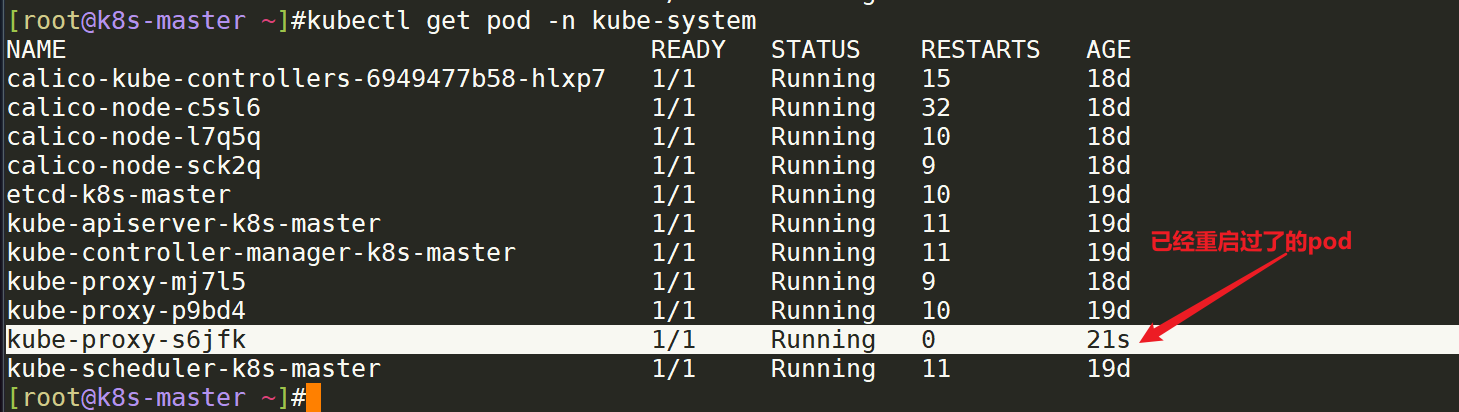 [root@k8s-master ~]#kubectl get pod -n kube-system
NAME READY STATUS RESTARTS AGE
calico-kube-controllers-6949477b58-hlxp7 1/1 Running 15 18d
calico-node-c5sl6 1/1 Running 32 18d
calico-node-l7q5q 1/1 Running 10 18d
calico-node-sck2q 1/1 Running 9 18d
etcd-k8s-master 1/1 Running 10 19d
kube-apiserver-k8s-master 1/1 Running 11 19d
kube-controller-manager-k8s-master 1/1 Running 11 19d
已经重启过了的pod
kube-proxy-mj7l5 1/1 Running 9 18d
kube-proxy-p9bd4 1/1 Running 10 19d
kube-proxy-s6jfk 1/1 Running 0 21s
kube-scheduler-k8s-master 1/1 Running 11 19d
[root@k8s-master ~]#